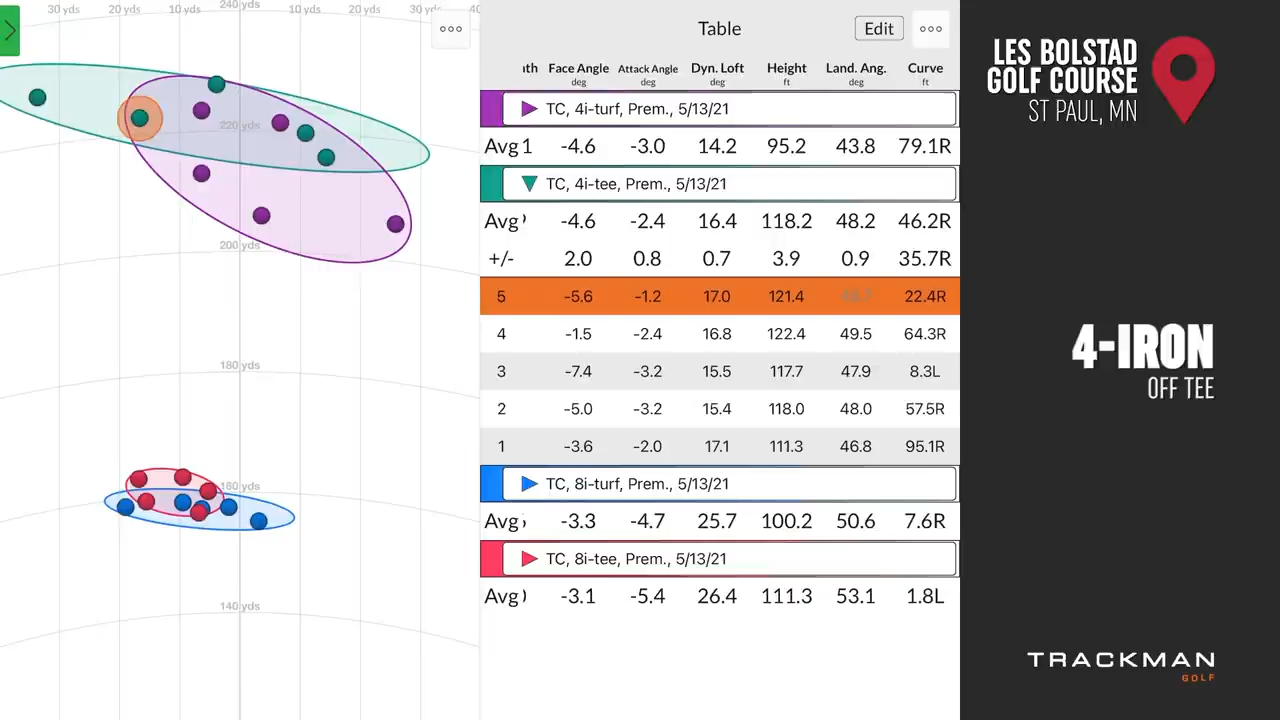 30 yds 20 yds 10 yds 240 yds 10 yds 20 yds 30 yds
220 yds
200 yds
180 yds
160 yds
140 yds
Table
Edit
Face Angle Attack Angle Dyn. Loft Height Land. Ang. Curve
deg deg deg ft deg ft
TC, 4i-turf, Prem., 5/13/21
Avg -4.6 -3.0 14.2 95.2 43.8 79.1R
TC, 4i-tee, Prem., 5/13/21
Avg -4.6 -2.4 16.4 118.2 48.2 46.2R
+/- 2.0 0.8 0.7 3.9 0.9 35.7R
5 -5.6 -1.2 17.0 121.4 22.4R
4 -1.5 -2.4 16.8 122.4 49.5 64.3R
3 -7.4 -3.2 15.5 117.7 47.9 8.3L
2 -5.0 -3.2 15.4 118.0 48.0 57.5R
1 -3.6 -2.0 17.1 111.3 46.8 95.1R
TC, 8i-turf, Prem., 5/13/21
Avg -3.3 -4.7 25.7 100.2 50.6 7.6R
TC, 8i-tee, Prem., 5/13/21
Avg -3.1 -5.4 26.4 111.3 53.1 1.8L
LES BOLSTAD
GOLF COURSE
ST PAUL, MN
4-IRON
OFF TEE
TRACKMAN
GOLF